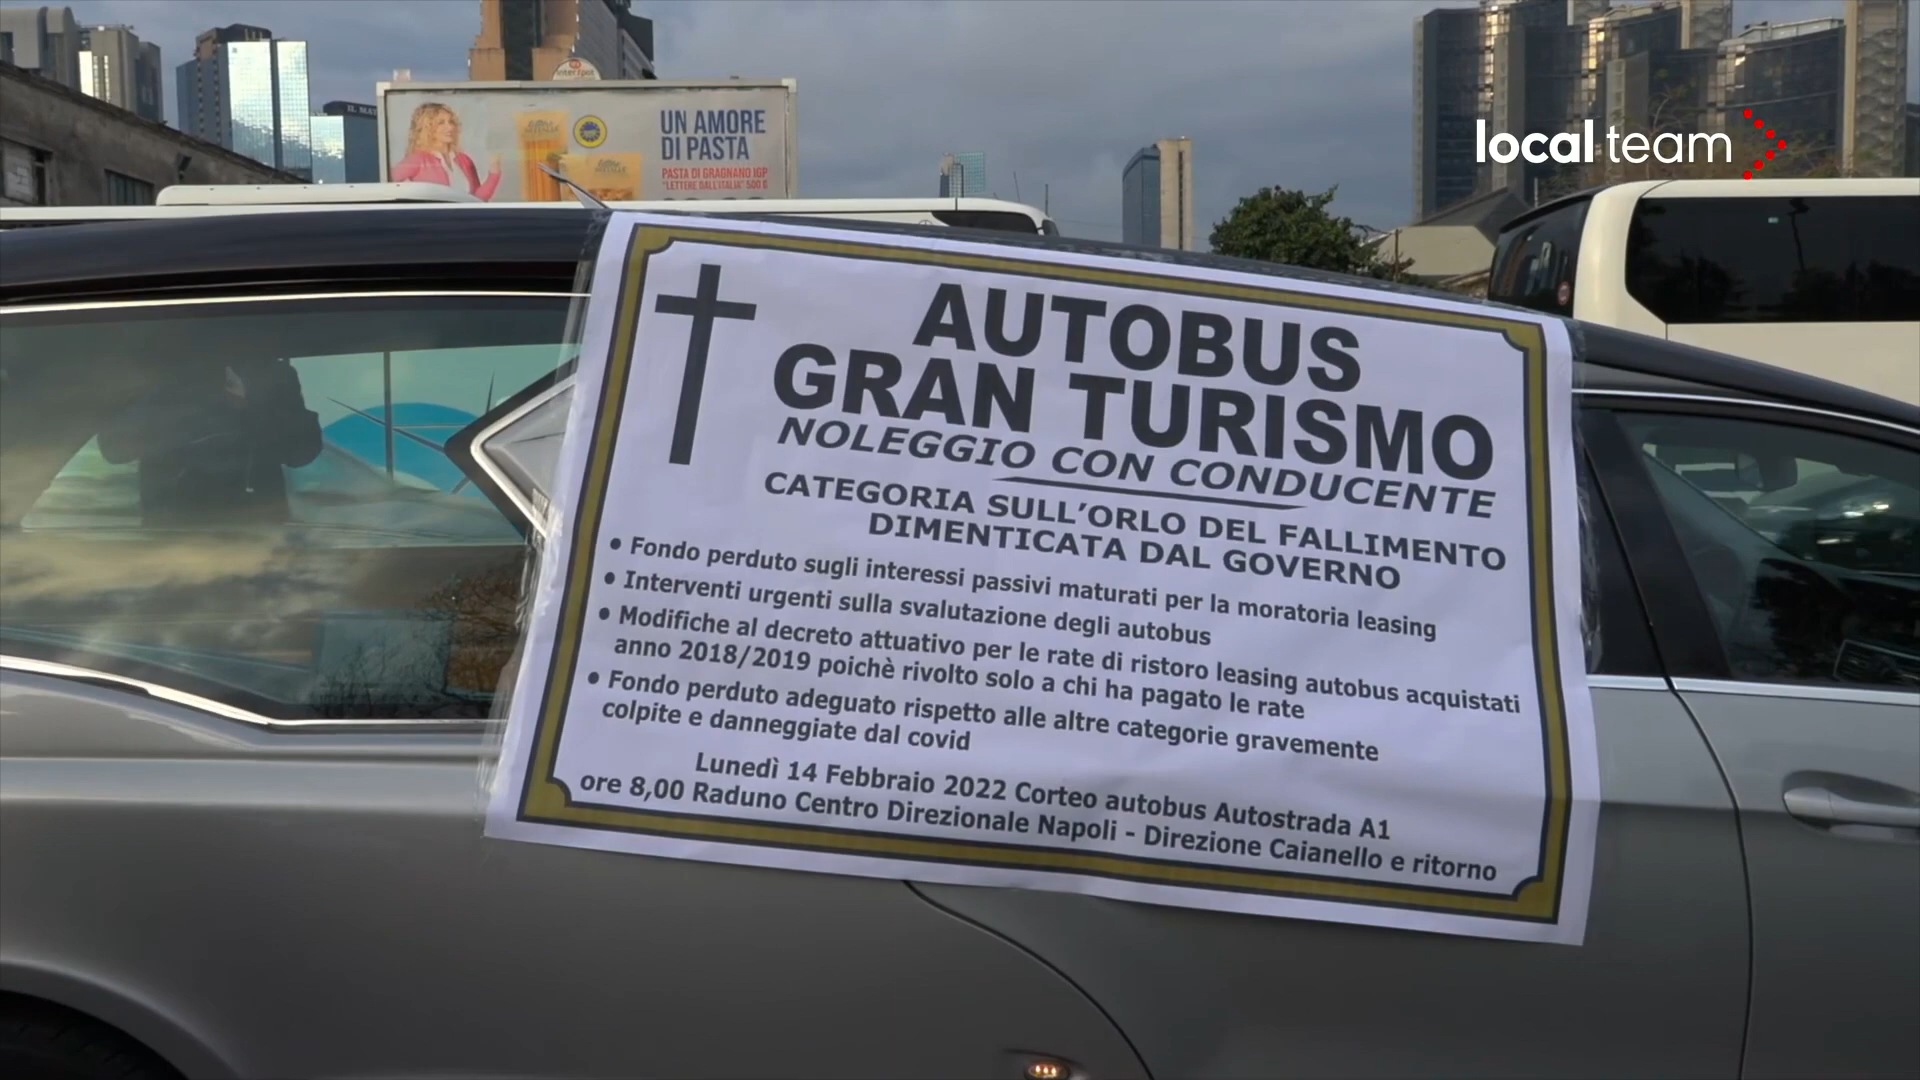 UN AMORE
DI PASTA
PASTA DI GRAGNANO IGP
"LETTERE DALL'ITALIA" 500 G
local team
AUTOBUS
GRAN TURISMO
NOLEGGIO CON CONDUCENTE
CATEGORIA SULL'ORLO DEL FALLIMENTO
DIMENTICATA DAL GOVERNO
• Fondo perduto sugli interessi passivi maturati per la moratoria leasing
• Interventi urgenti sulla svalutazione degli autobus
• Modifiche al decreto attuativo per le rate di ristoro leasing autobus acquistati
anno 2018/2019 poichè rivolto solo a chi ha pagato le rate
• Fondo perduto adeguato rispetto alle altre categorie gravemente
colpite e danneggiate dal covid
Lunedì 14 Febbraio 2022 Corteo autobus Autostrada A1
ore 8,00 Raduno Centro Direzionale Napoli - Direzione Caianello e ritorno